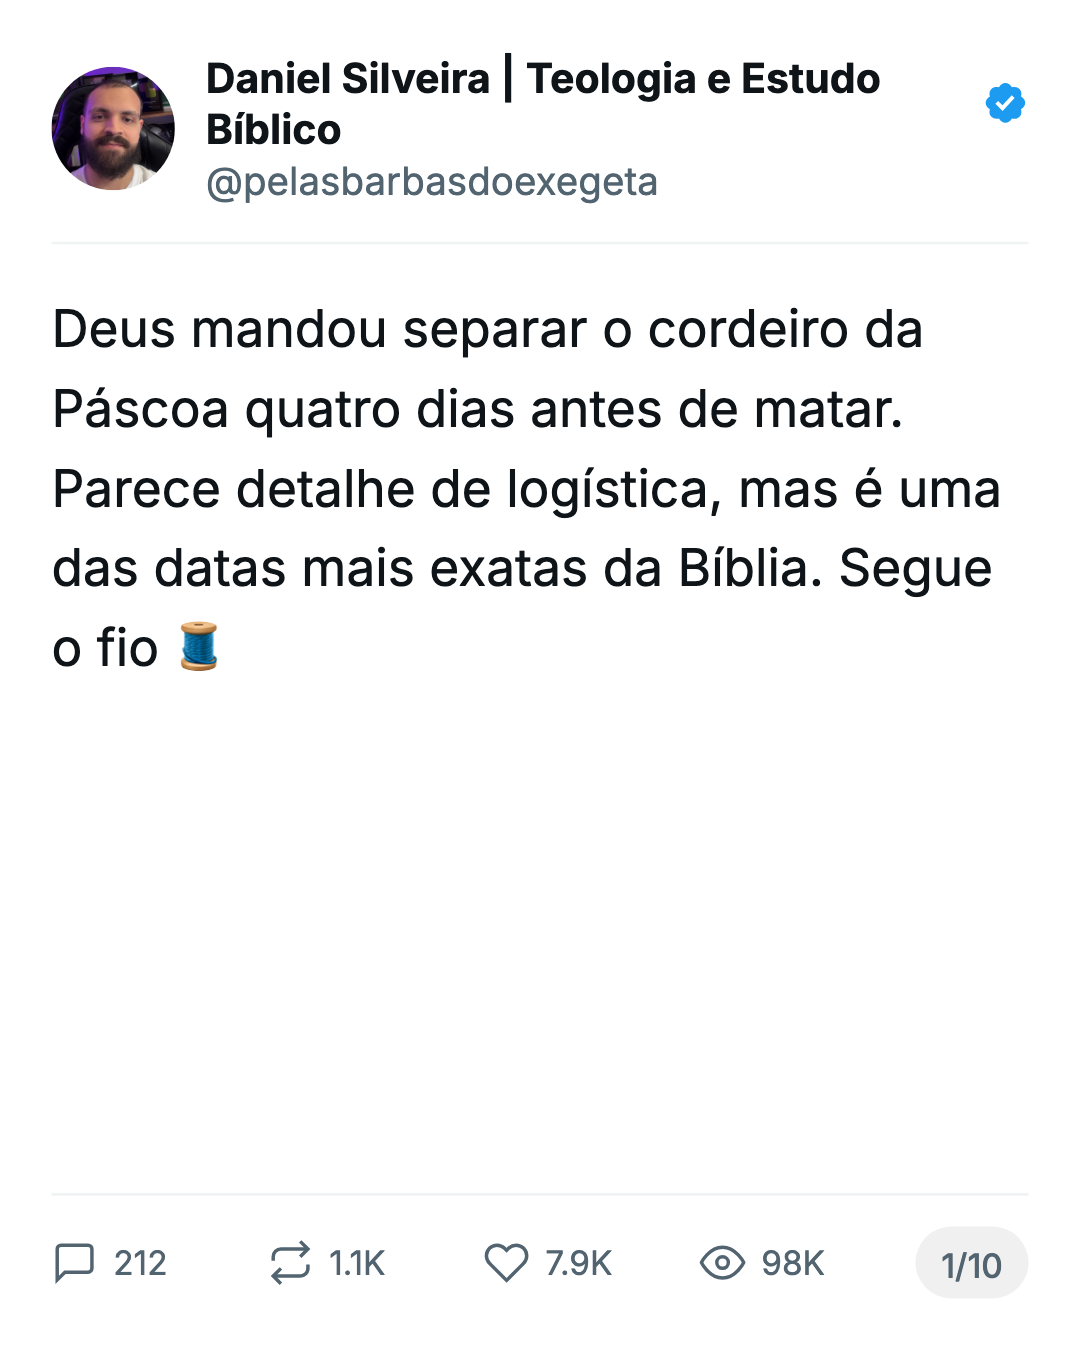 Daniel Silveira | Teologia e Estudo
Bíblico
@pelasbarbasdoexegeta
Deus mandou separar o cordeiro da
Páscoa quatro dias antes de matar.
Parece detalhe de logística, mas é uma
das datas mais exatas da Bíblia. Segue
o fio 🧵
212 1.1K 7.9K 98K 1/10